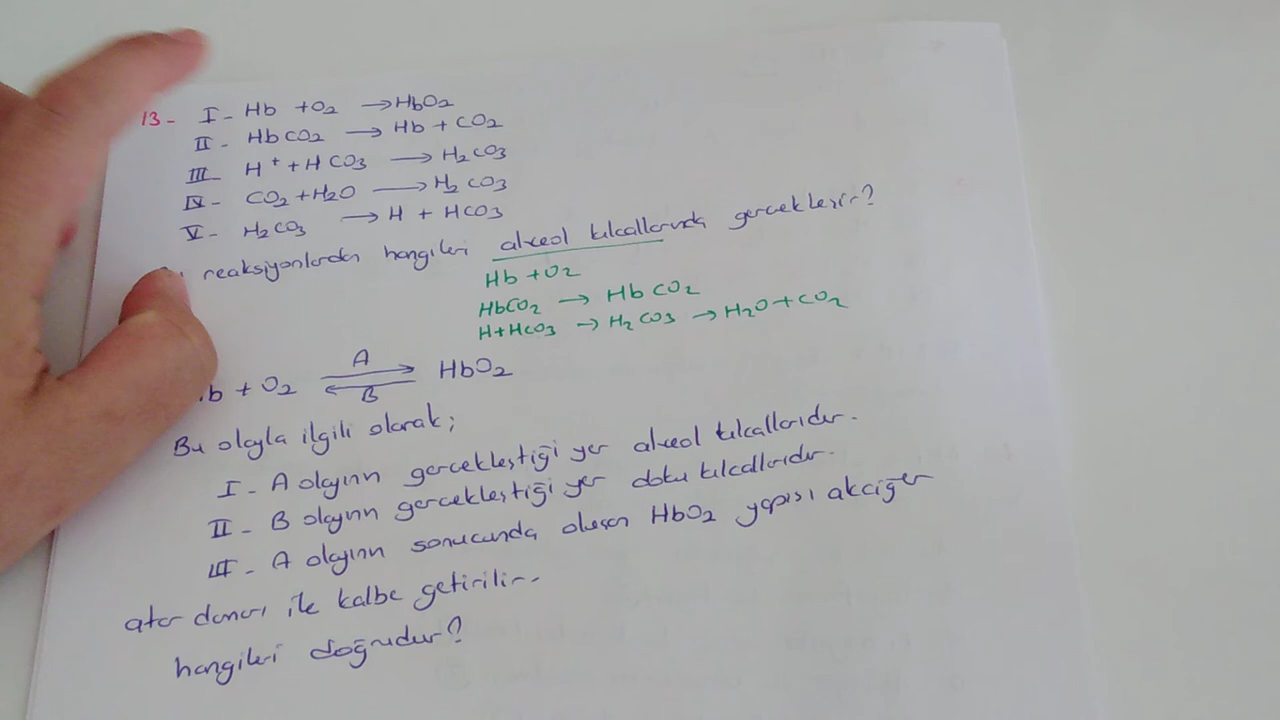 13- I- Hb +O2 → HbO2
II- HbCO2 → Hb + CO2
III H+ + HCO3 → H2CO3
IV- CO2 +H2O → H2CO3
V- H2CO3 → H + HCO3
reaksiyonlardan hangileri alveol kılcallarında gerçekleşir?
Hb +O2
HbCO2 → Hb CO2
H+HCO3 → H2CO3 → H2O+CO2
b + O2 A B HbO2
Bu olayla ilgili olarak;
I- A olayının gerçekleştiği yer alveol kılcallarıdır.
II- B olayının gerçekleştiği yer doku kılcallarıdır.
III- A olayının sonucunda oluşan HbO2 yapısı akciğer
atar damarı ile kalbe getirilir.
hangileri doğrudur?